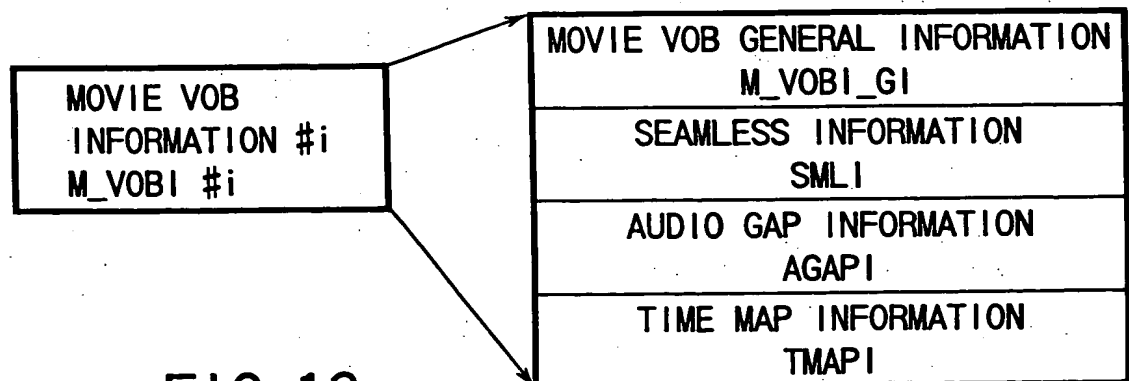 MOVIE VOB
INFORMATION #i
M_VOBI #i
MOVIE VOB GENERAL INFORMATION
M_VOBI_GI
SEAMLESS INFORMATION
SMLI
AUDIO GAP INFORMATION
AGAPI
TIME MAP INFORMATION
TMAPI